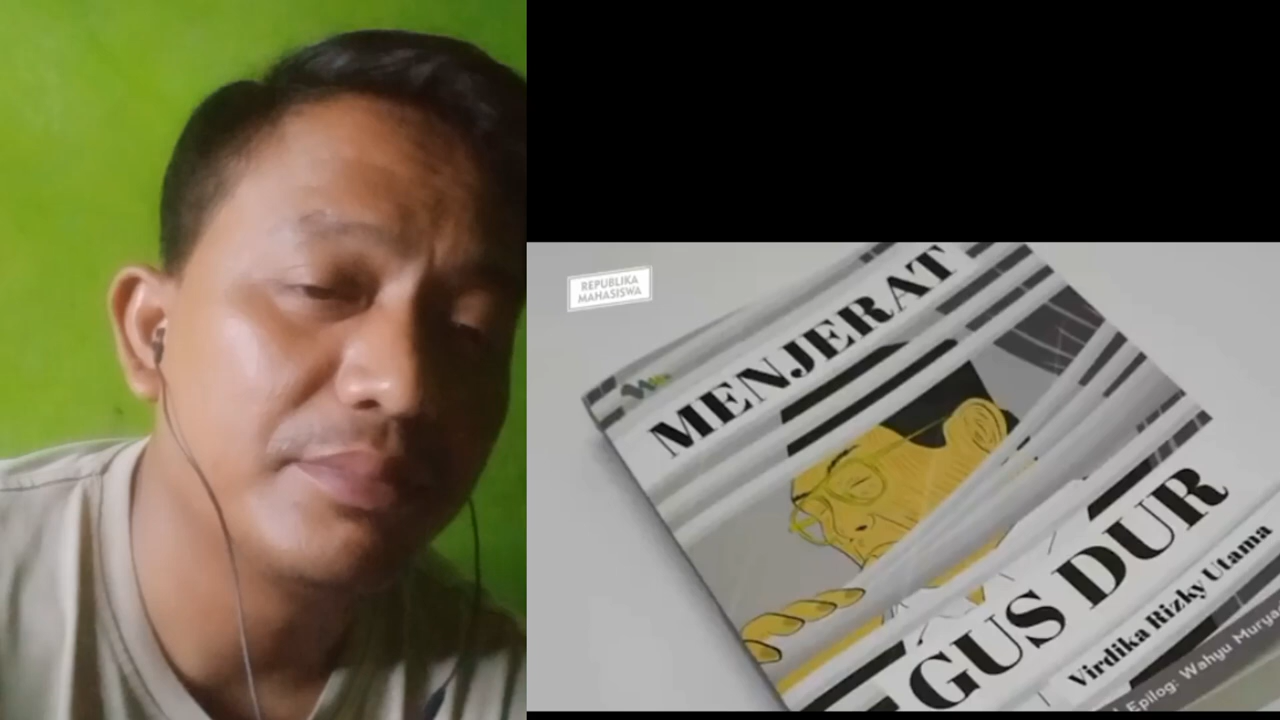 REPUBLIKA
MAHASISWA
MENJERAT
GUS DUR
Virdika Rizky Utama
Epilog: Wahyu